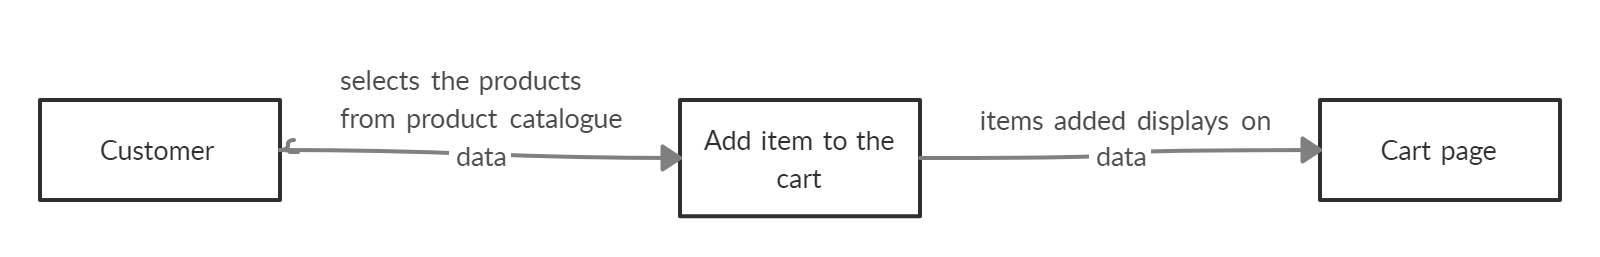 Customer
selects the products
from product catalogue
data
Add item to the
cart
items added displays on
data
Cart page